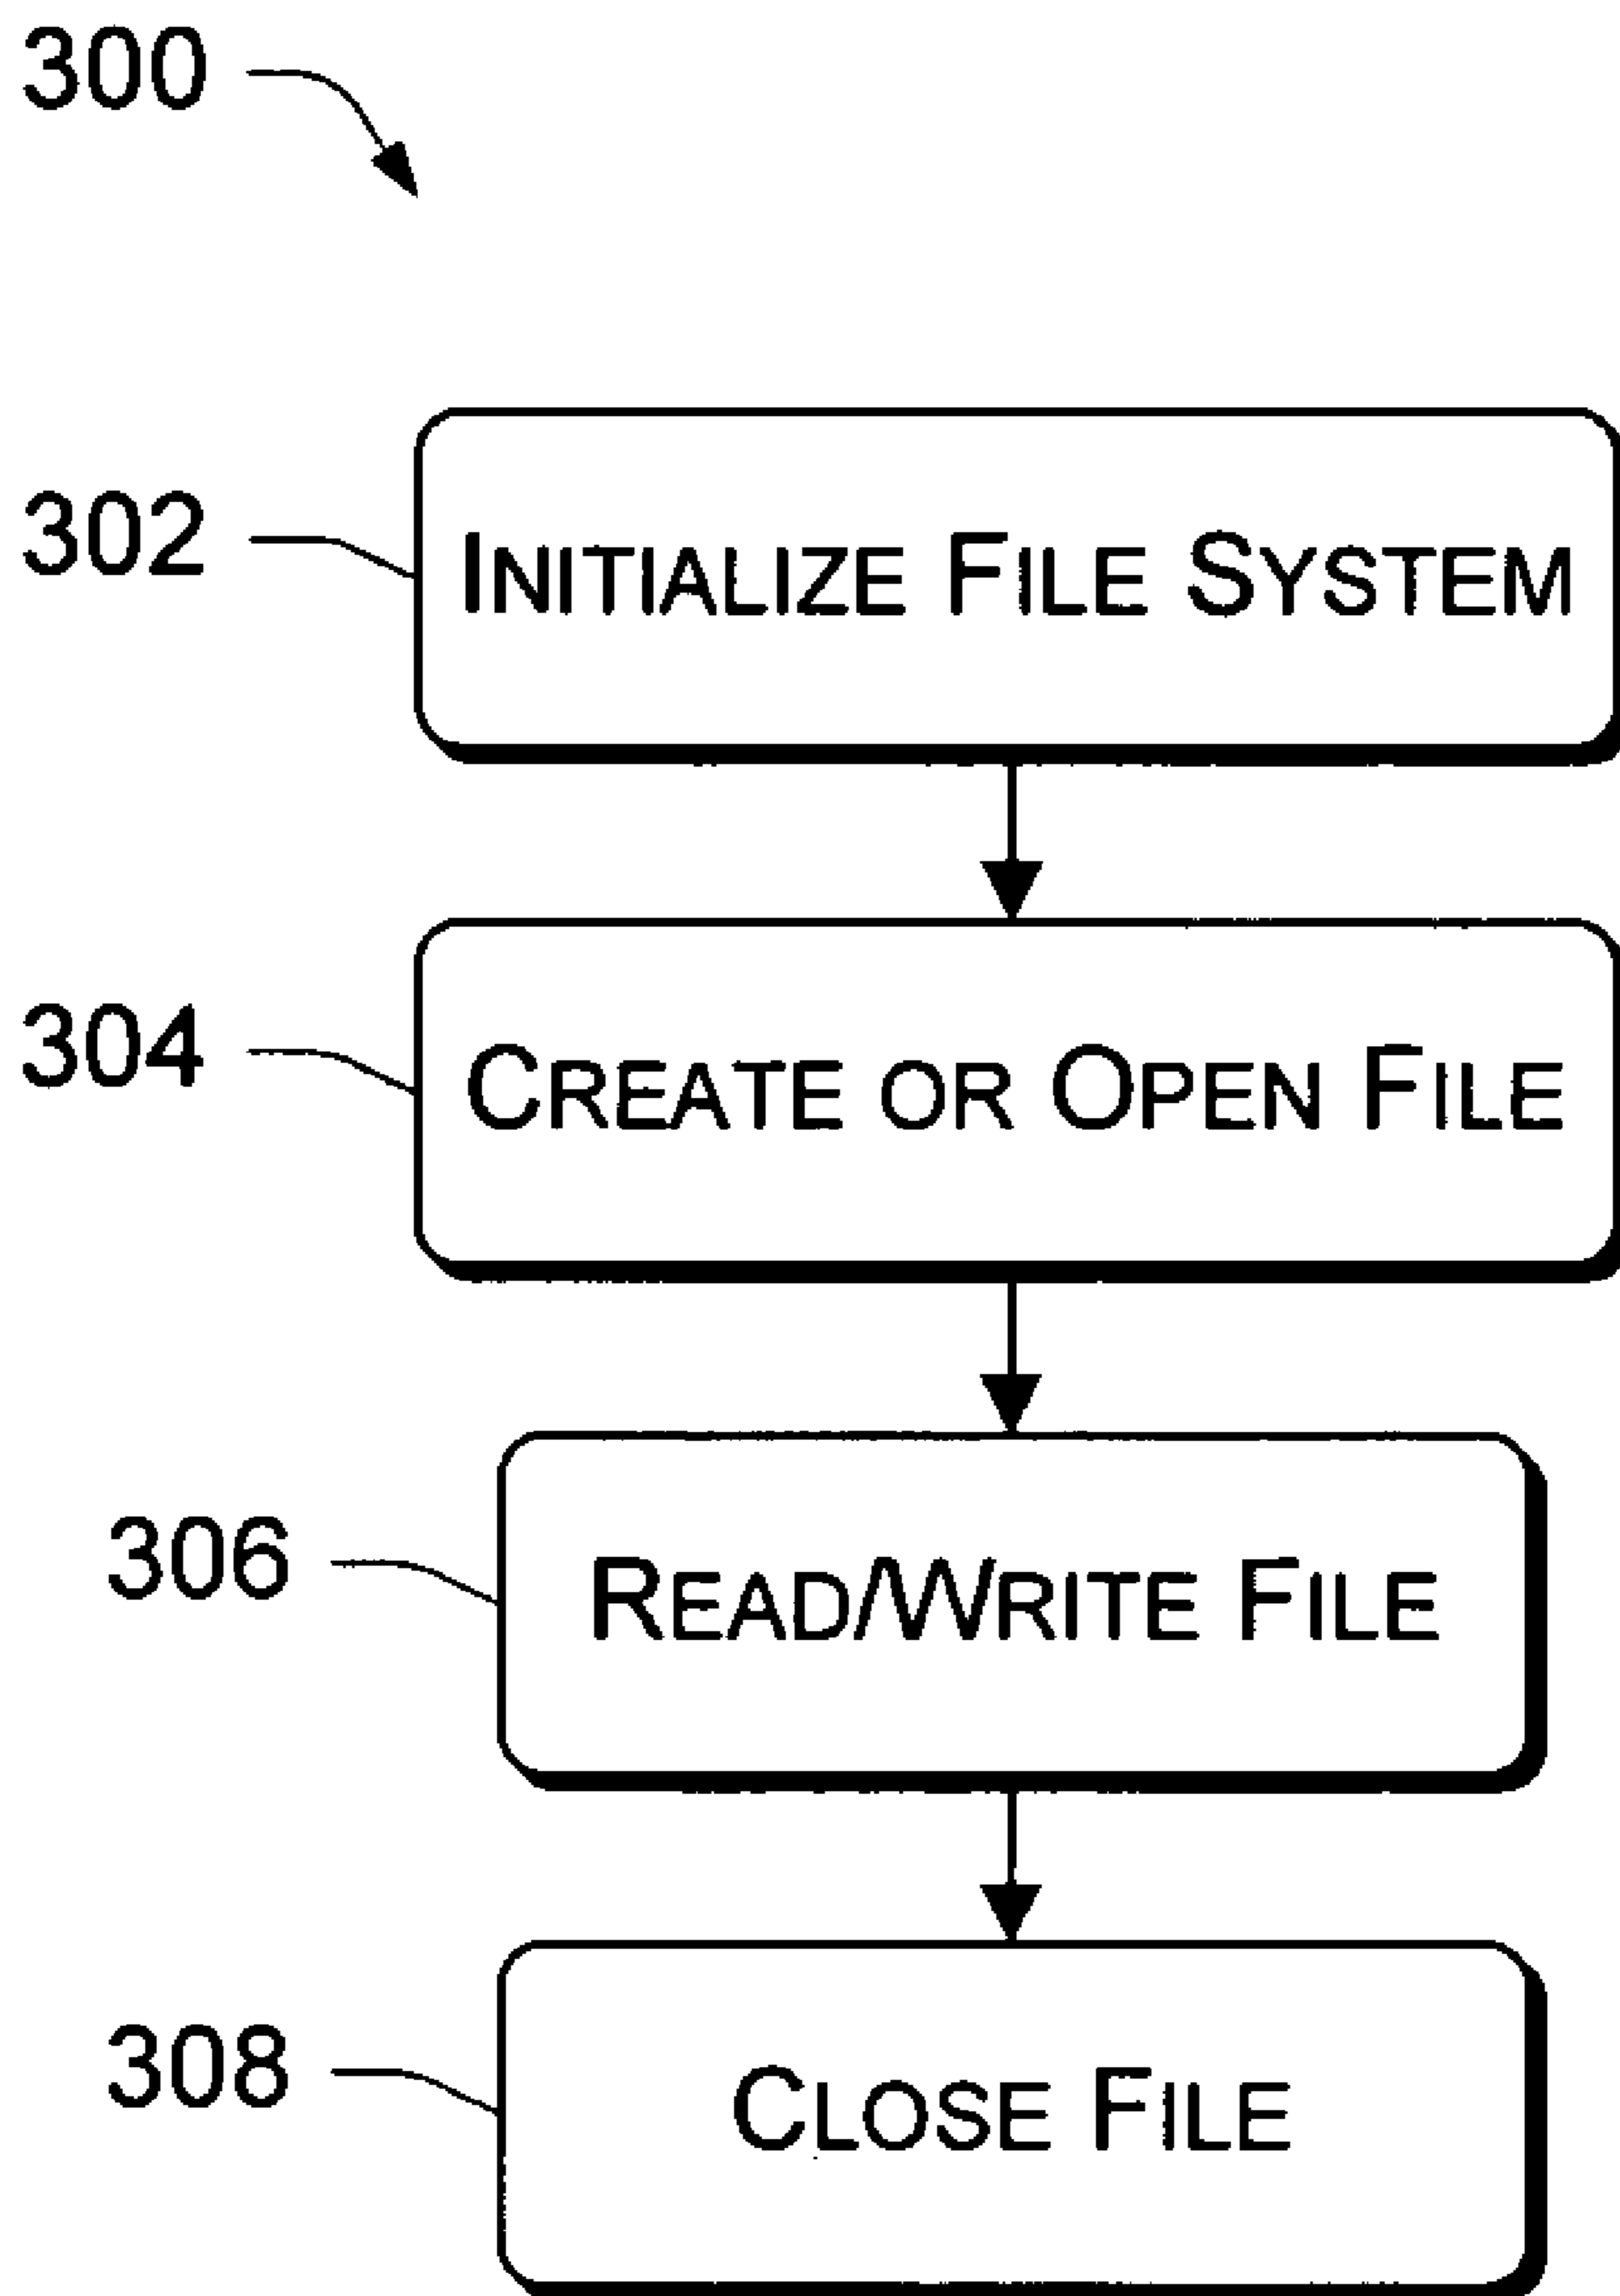 300
302
INITIALIZE FILE SYSTEM
304
CREATE OR OPEN FILE
306
READ/WRITE FILE
308
CLOSE FILE